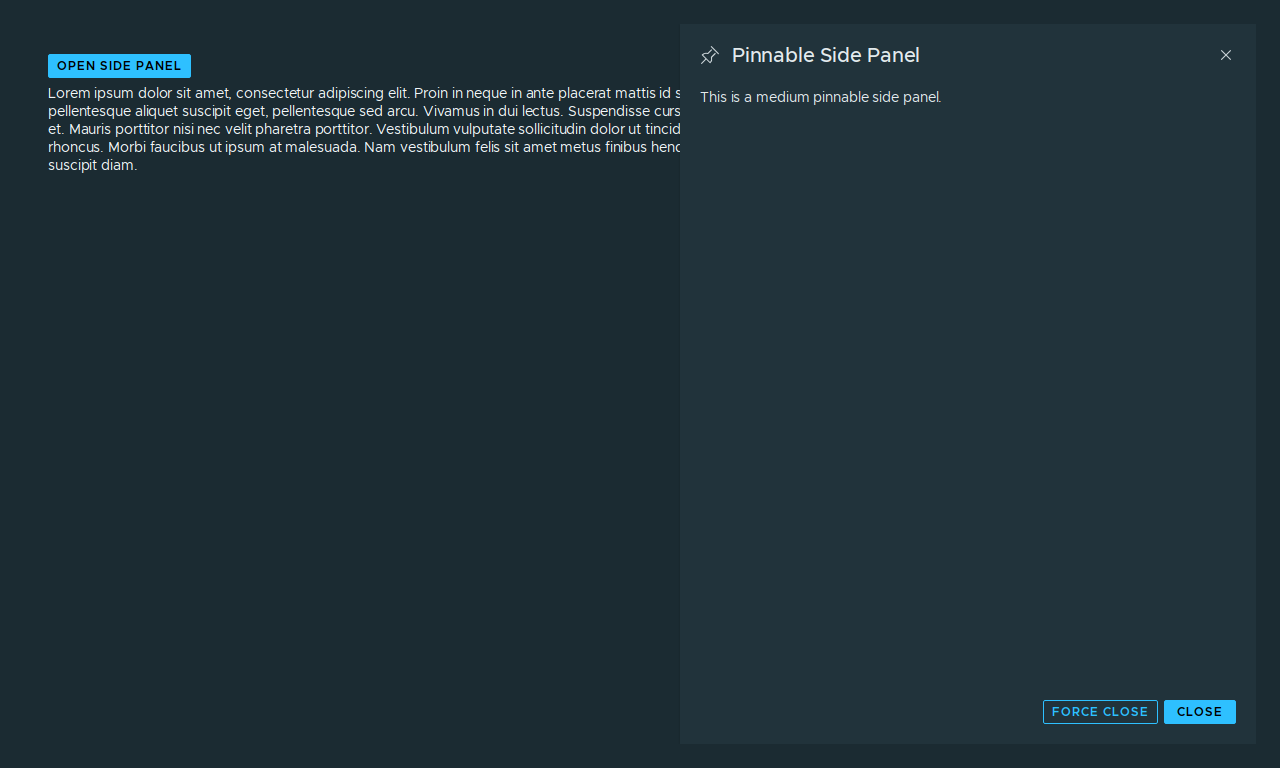 OPEN SIDE PANEL
Lorem ipsum dolor sit amet, consectetur adipiscing elit. Proin in neque in ante placerat mattis id
pellentesque aliquet suscipit eget, pellentesque sed arcu. Vivamus in dui lectus. Suspendisse
et. Mauris porttitor nisi nec velit pharetra porttitor. Vestibulum vulputate sollicitudin dolor ut
rhoncus. Morbi faucibus ut ipsum at malesuada. Nam vestibulum felis sit amet metus finibus
suscipit diam.
Pinnable Side Panel
This is a medium pinnable side panel.
FORCE CLOSE
CLOSE